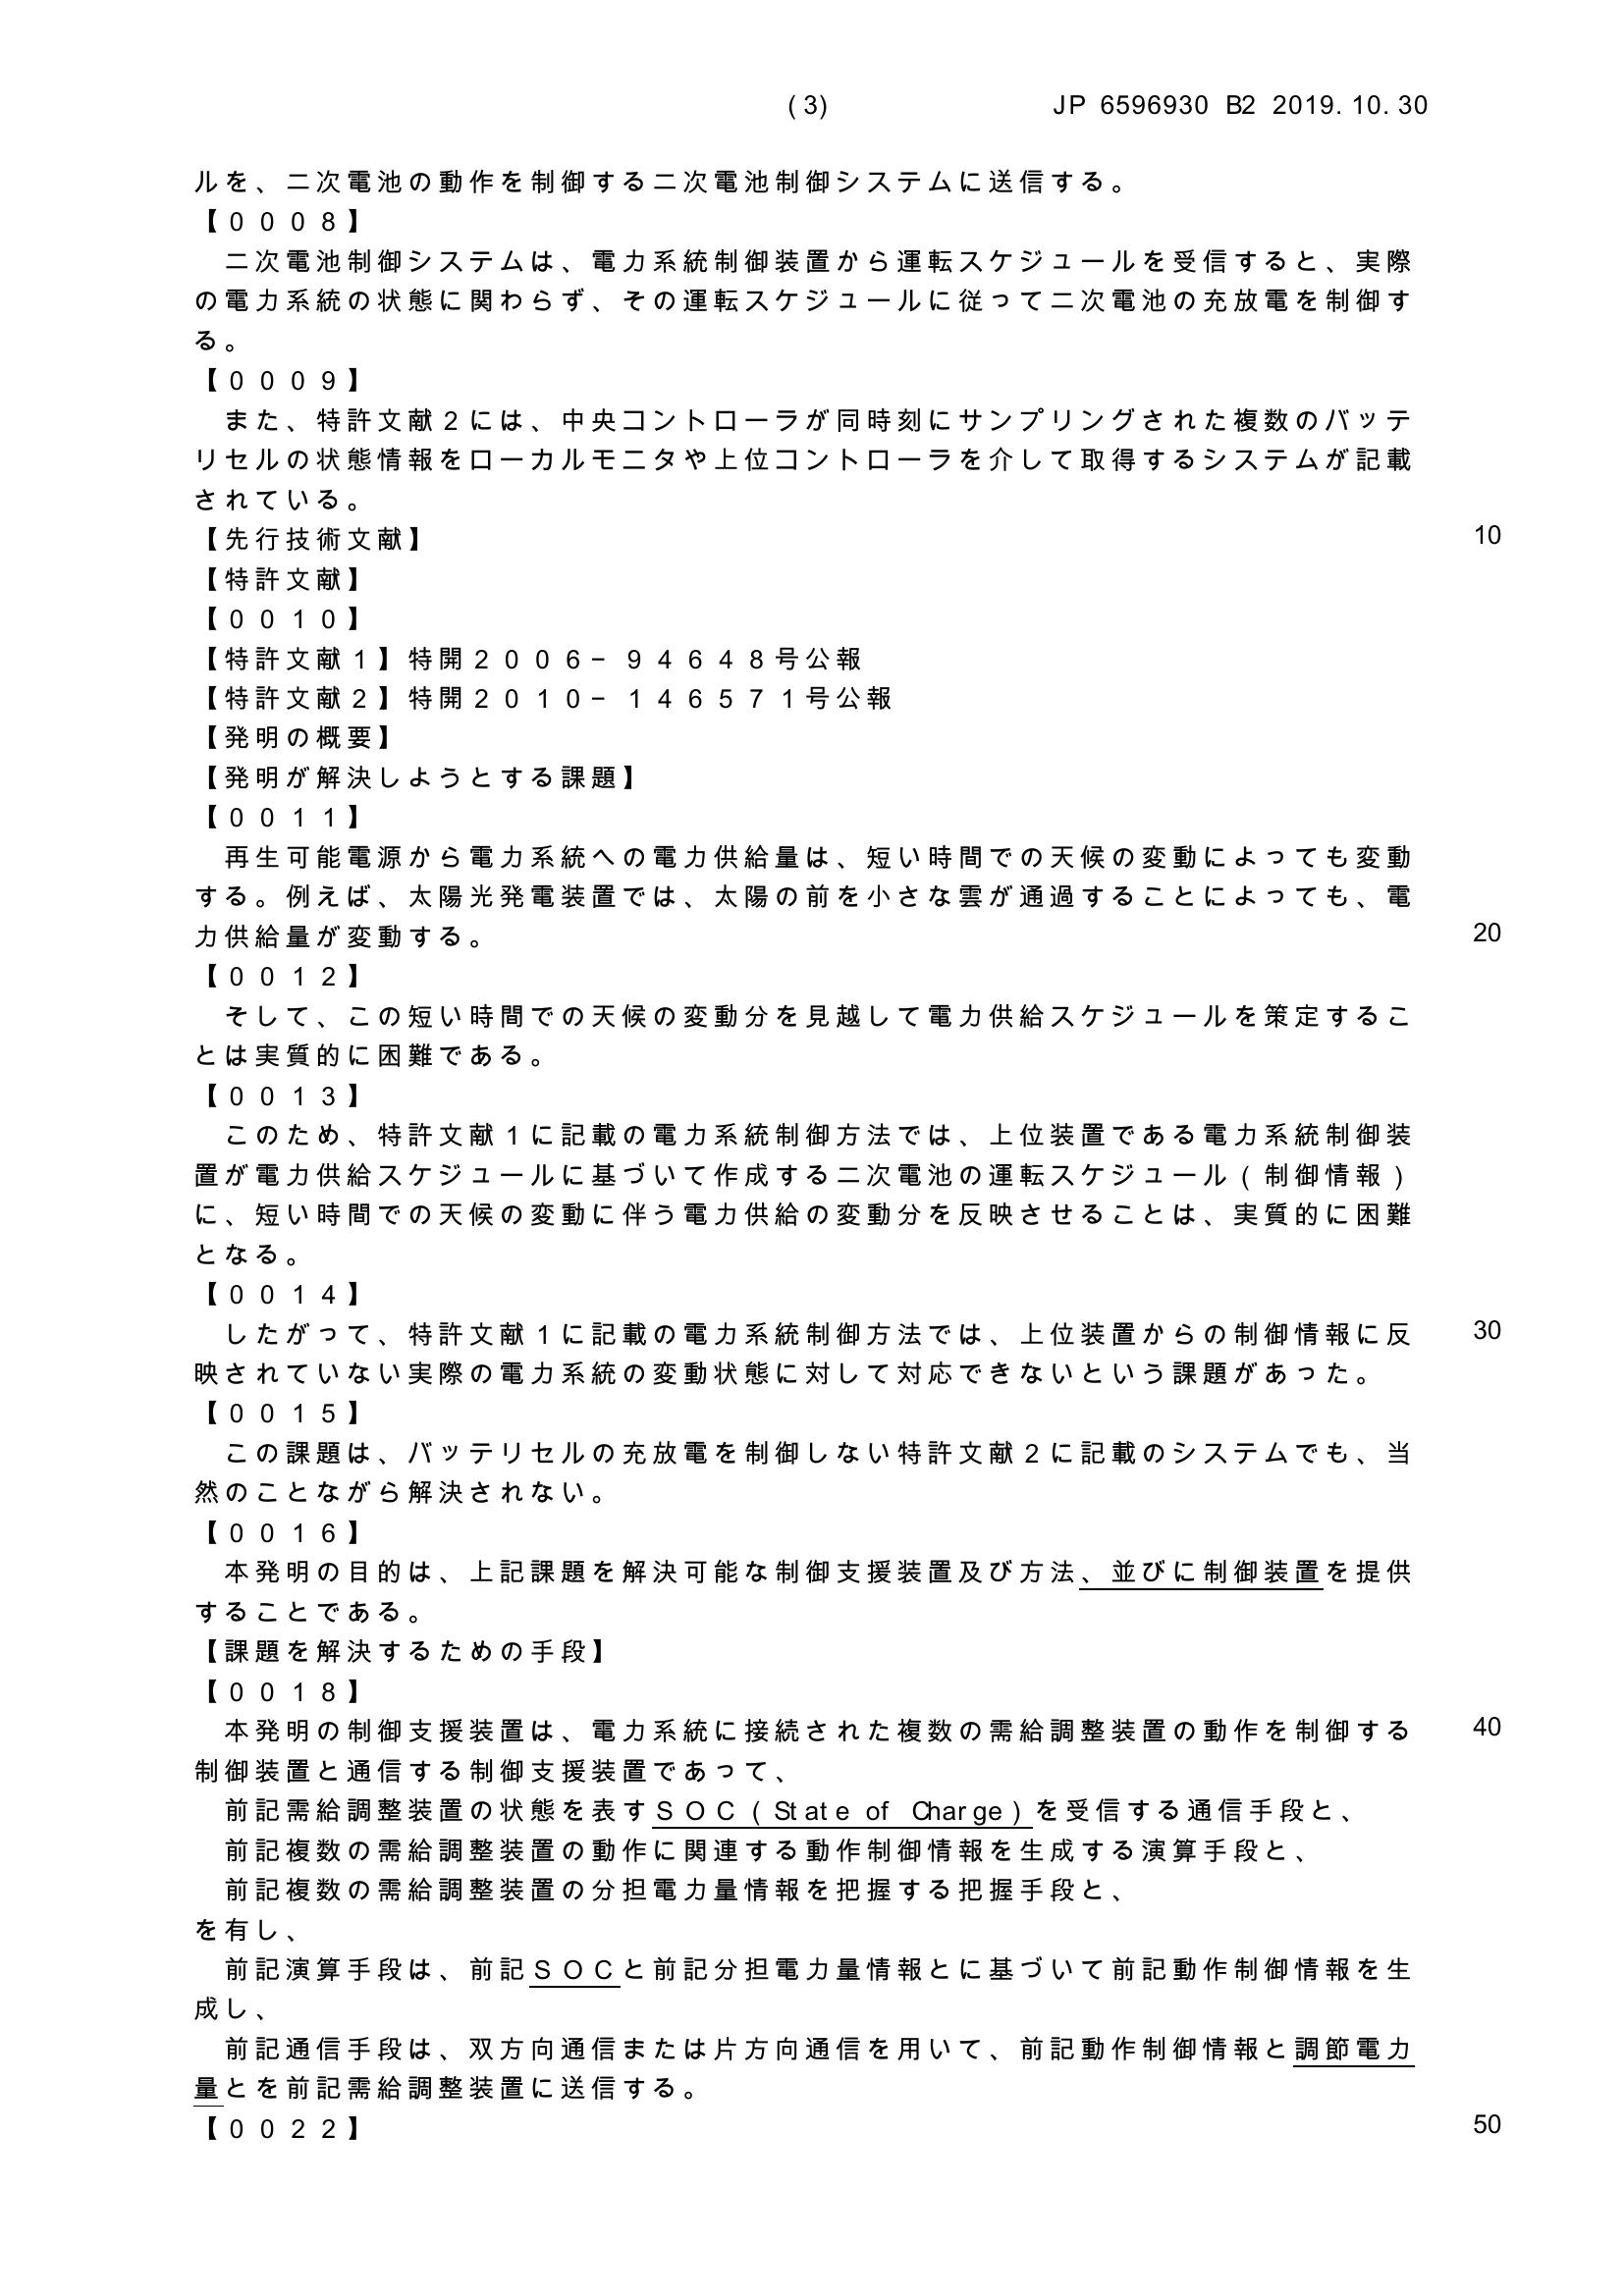 (3) JP 6596930 B2 2019.10.30
ルを、二次電池の動作を制御する二次電池制御システムに送信する。
【０００８】
　二次電池制御システムは、電力系統制御装置から運転スケジュールを受信すると、実際
の電力系統の状態に関わらず、その運転スケジュールに従って二次電池の充放電を制御す
る。
【０００９】
　また、特許文献２には、中央コントローラが同時刻にサンプリングされた複数のバッテ
リセルの状態情報をローカルモニタや上位コントローラを介して取得するシステムが記載
されている。
【先行技術文献】 10
【特許文献】
【００１０】
【特許文献１】特開２００６－９４６４８号公報
【特許文献２】特開２０１０－１４６５７１号公報
【発明の概要】
【発明が解決しようとする課題】
【００１１】
　再生可能電源から電力系統への電力供給量は、短い時間での天候の変動によっても変動
する。例えば、太陽光発電装置では、太陽の前を小さな雲が通過することによっても、電
力供給量が変動する。 20
【００１２】
　そして、この短い時間での天候の変動分を見越して電力供給スケジュールを策定するこ
とは実質的に困難である。
【００１３】
　このため、特許文献１に記載の電力系統制御方法では、上位装置である電力系統制御装
置が電力供給スケジュールに基づいて作成する二次電池の運転スケジュール（制御情報）
に、短い時間での天候の変動に伴う電力供給の変動分を反映させることは、実質的に困難
となる。
【００１４】
　したがって、特許文献１に記載の電力系統制御方法では、上位装置からの制御情報に反 30
映されていない実際の電力系統の変動状態に対して対応できないという課題があった。
【００１５】
　この課題は、バッテリセルの充放電を制御しない特許文献２に記載のシステムでも、当
然のことながら解決されない。
【００１６】
　本発明の目的は、上記課題を解決可能な制御支援装置及び方法、並びに制御装置を提供
することである。
【課題を解決するための手段】
【００１８】
　本発明の制御支援装置は、電力系統に接続された複数の需給調整装置の動作を制御する 40
制御装置と通信する制御支援装置であって、
　前記需給調整装置の状態を表すＳＯＣ（State of Charge）を受信する通信手段と、
　前記複数の需給調整装置の動作に関連する動作制御情報を生成する演算手段と、
　前記複数の需給調整装置の分担電力量情報を把握する把握手段と、
を有し、
　前記演算手段は、前記ＳＯＣと前記分担電力量情報とに基づいて前記動作制御情報を生
成し、
　前記通信手段は、双方向通信または片方向通信を用いて、前記動作制御情報と調節電力
量とを前記需給調整装置に送信する。
【００２２】 50